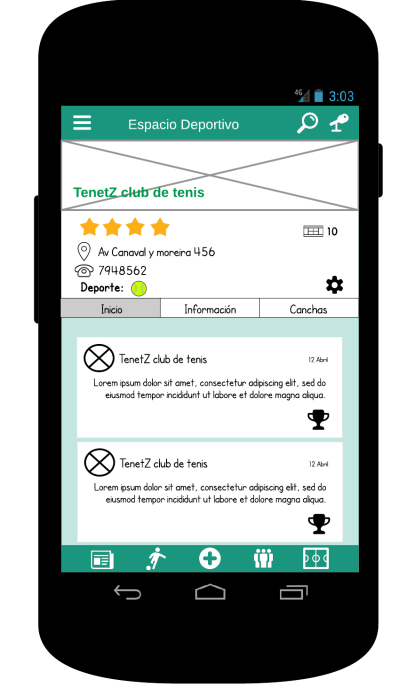 4G 3:03
Espacio Deportivo
TenetZ club de tenis
10
Av Canaval y moreira 456
7948562
Deporte:
Inicio Información Canchas
TenetZ club de tenis 12 Abril
Lorem ipsum dolor sit amet, consectetur adipiscing elit, sed do
eiusmod tempor incididunt ut labore et dolore magna aliqua.
TenetZ club de tenis 12 Abril
Lorem ipsum dolor sit amet, consectetur adipiscing elit, sed do
eiusmod tempor incididunt ut labore et dolore magna aliqua.